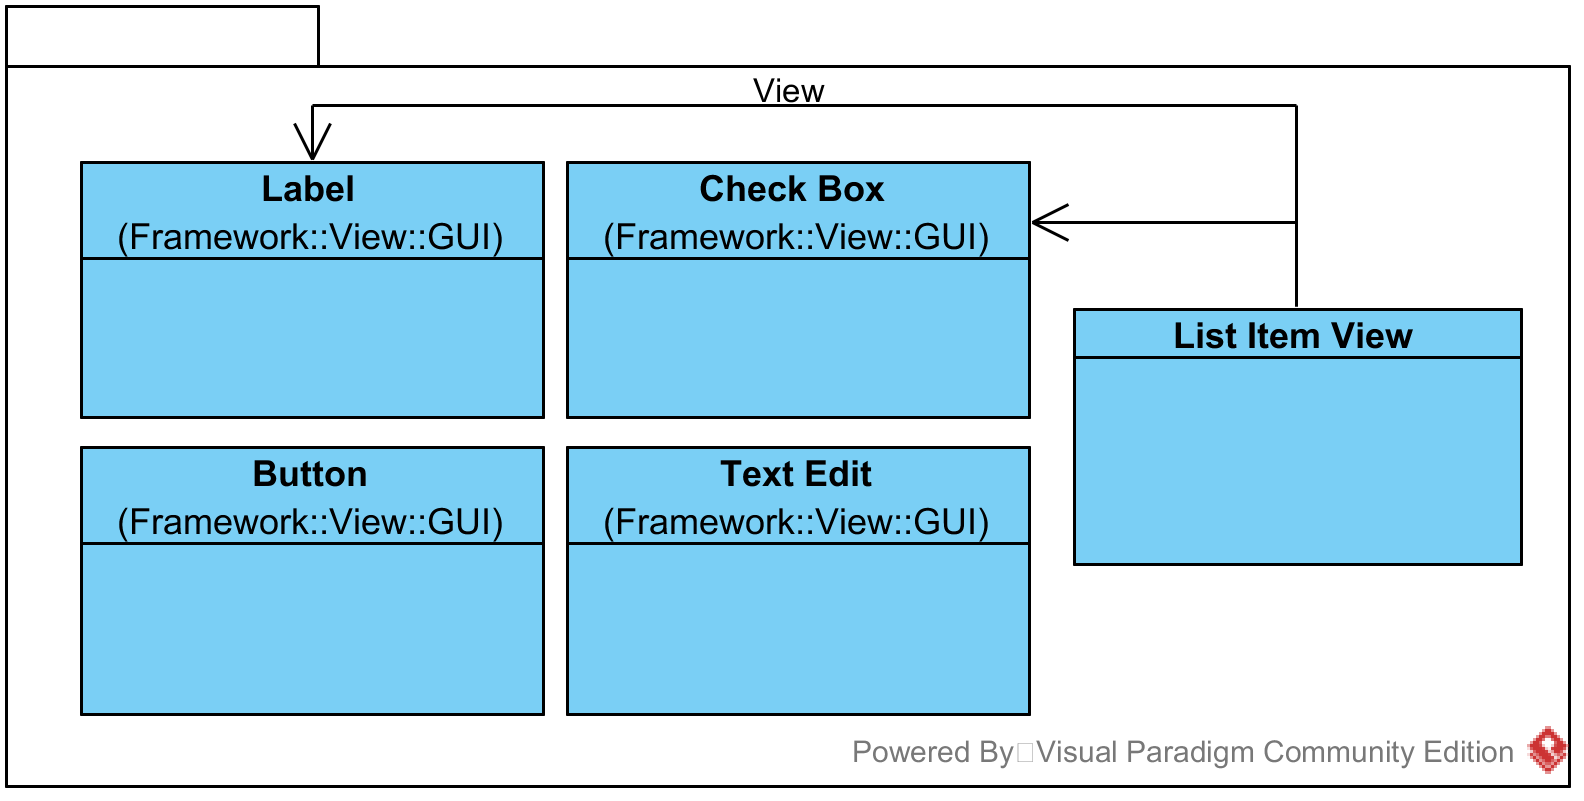 View
Label
(Framework::View::GUI)
Check Box
(Framework::View::GUI)
List Item View
Button
(Framework::View::GUI)
Text Edit
(Framework::View::GUI)
Powered By Visual Paradigm Community Edition